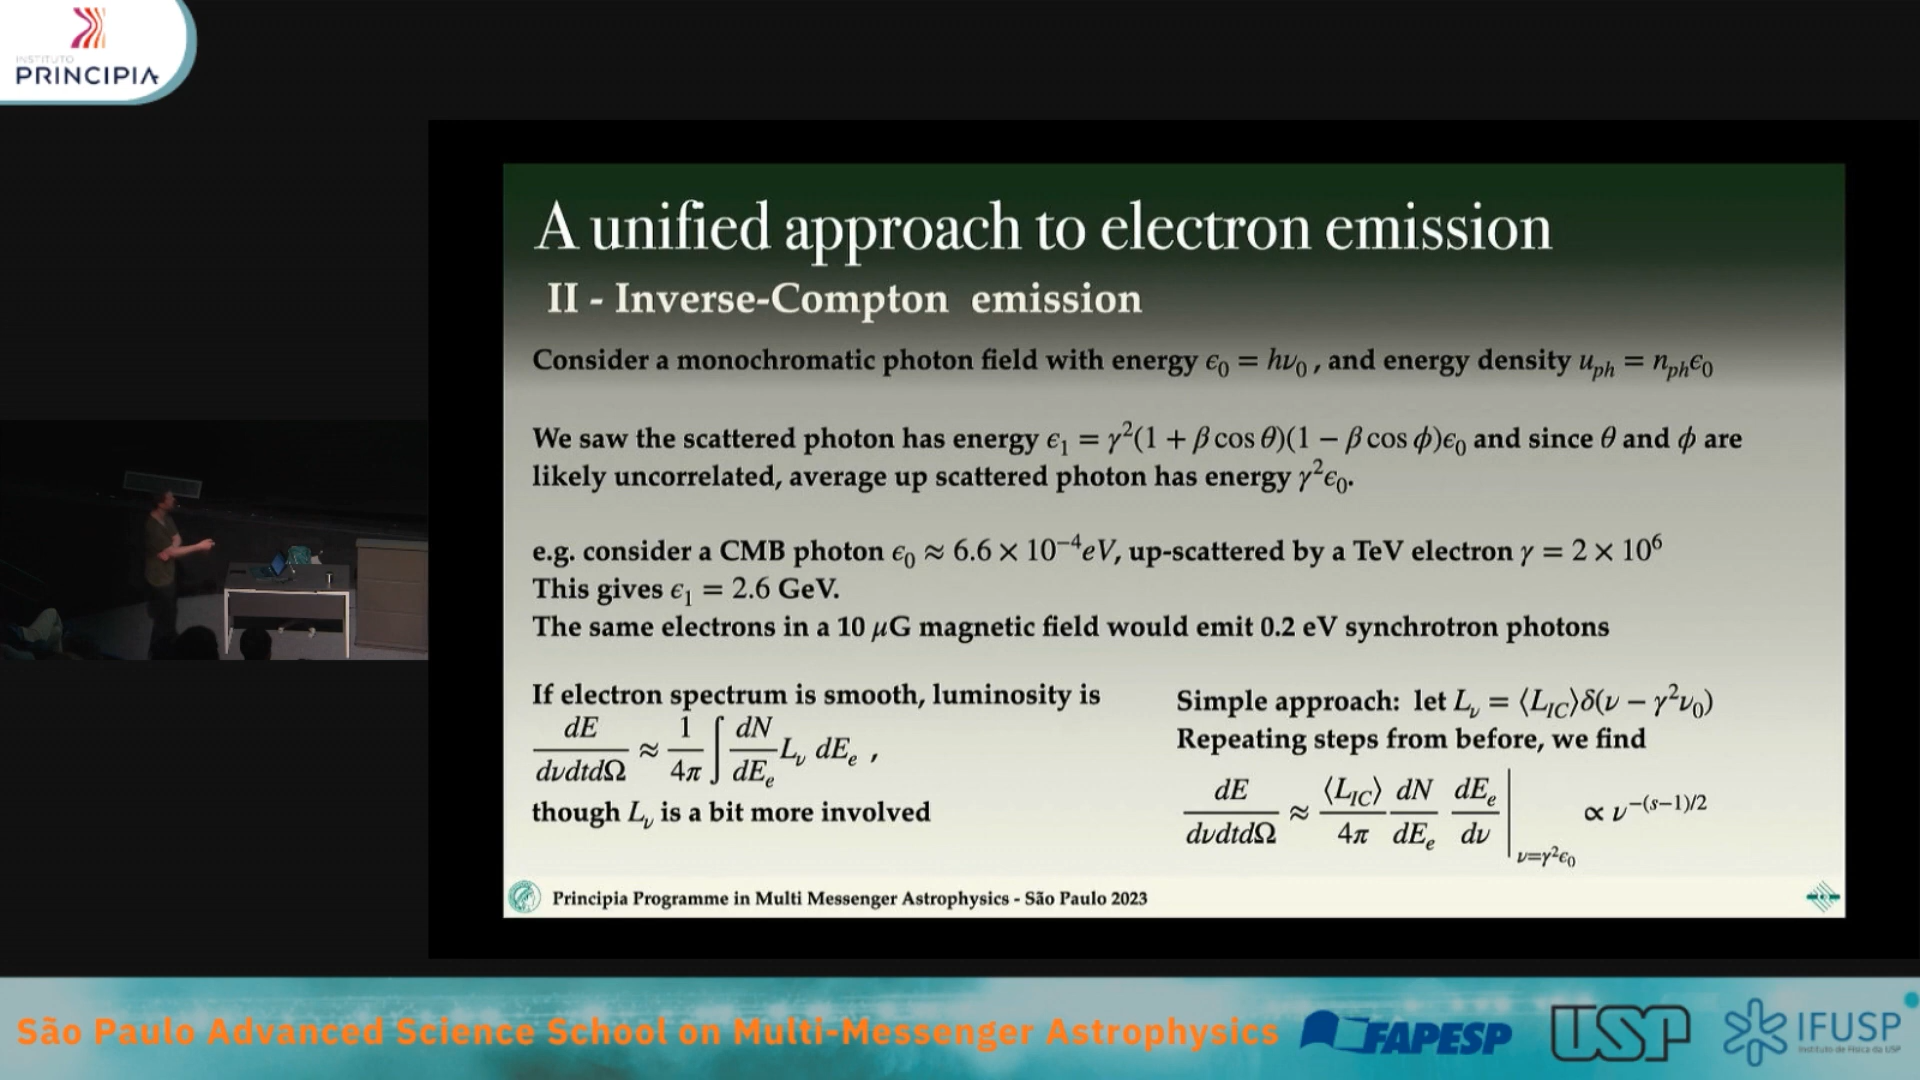 INSTITUTO
PRINCIPIA
A unified approach to electron emission
II - Inverse-Compton emission
Consider a monochromatic photon field with energy ϵ₀ = hν₀ , and energy density u_ph = n_phϵ₀
We saw the scattered photon has energy ϵ₁ = γ²(1 + β cos θ)(1 − β cos ϕ)ϵ₀ and since θ and ϕ are
likely uncorrelated, average up scattered photon has energy γ²ϵ₀.
e.g. consider a CMB photon ϵ₀ ≈ 6.6 × 10⁻⁴eV, up-scattered by a TeV electron γ = 2 × 10⁶
This gives ϵ₁ = 2.6 GeV.
The same electrons in a 10 μG magnetic field would emit 0.2 eV synchrotron photons
If electron spectrum is smooth, luminosity is
dE/dνdtdΩ ≈ 1/4π ∫ dN/dE_e L_ν dE_e ,
though L_ν is a bit more involved
Simple approach: let L_ν = ⟨L_IC⟩δ(ν − γ²ν₀)
Repeating steps from before, we find
dE/dνdtdΩ ≈ ⟨L_IC⟩/4π dN/dE_e dE_e/dν |_ν=γ²ϵ₀ ∝ ν^−(s−1)/2
Principia Programme in Multi Messenger Astrophysics - São Paulo 2023
São Paulo Advanced Science School on Multi-Messenger Astrophysics
FAPESP
USP
IFUSP
Instituto de Física da USP